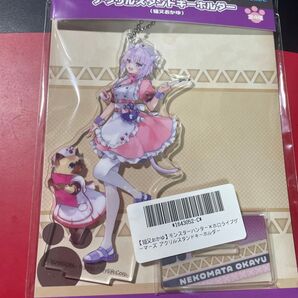 アクリルスタンドキーホルダー
(猫又おかゆ)
*1643052 C*
【猫又おかゆ】モンスターハンター×ホロライブゲ
ーマーズ アクリルスタンドキーホルダー
NEKOMATA OKAYU